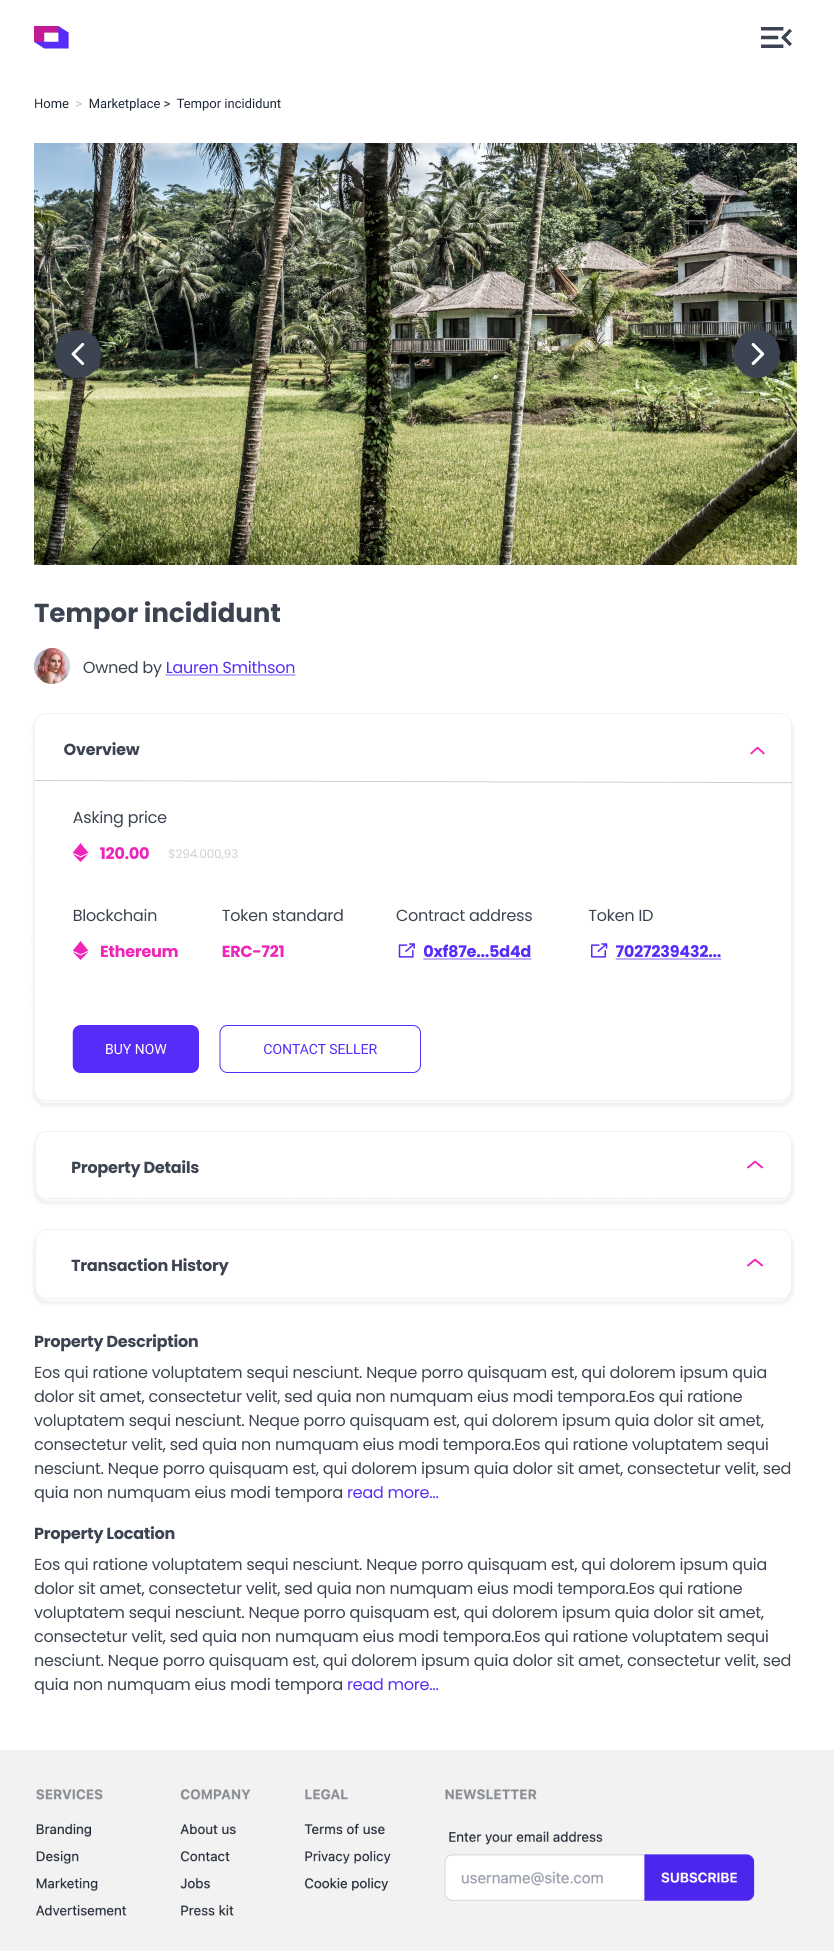 Home > Marketplace > Tempor incididunt
Tempor incididunt
Owned by Lauren Smithson
Overview
Asking price
120.00 $294.000,93
Blockchain Token standard Contract address Token ID
Ethereum ERC-721 0xf87e...5d4d 7027239432...
BUY NOW CONTACT SELLER
Property Details
Transaction History
Property Description
Eos qui ratione voluptatem sequi nesciunt. Neque porro quisquam est, qui dolorem ipsum quia
dolor sit amet, consectetur velit, sed quia non numquam eius modi tempora.Eos qui ratione
voluptatem sequi nesciunt. Neque porro quisquam est, qui dolorem ipsum quia dolor sit amet,
consectetur velit, sed quia non numquam eius modi tempora.Eos qui ratione voluptatem sequi
nesciunt. Neque porro quisquam est, qui dolorem ipsum quia dolor sit amet, consectetur velit, sed
quia non numquam eius modi tempora read more...
Property Location
Eos qui ratione voluptatem sequi nesciunt. Neque porro quisquam est, qui dolorem ipsum quia
dolor sit amet, consectetur velit, sed quia non numquam eius modi tempora.Eos qui ratione
voluptatem sequi nesciunt. Neque porro quisquam est, qui dolorem ipsum quia dolor sit amet,
consectetur velit, sed quia non numquam eius modi tempora.Eos qui ratione voluptatem sequi
nesciunt. Neque porro quisquam est, qui dolorem ipsum quia dolor sit amet, consectetur velit, sed
quia non numquam eius modi tempora read more...
SERVICES
Branding
Design
Marketing
Advertisement
COMPANY
About us
Contact
Jobs
Press kit
LEGAL
Terms of use
Privacy policy
Cookie policy
NEWSLETTER
Enter your email address
username@site.com SUBSCRIBE